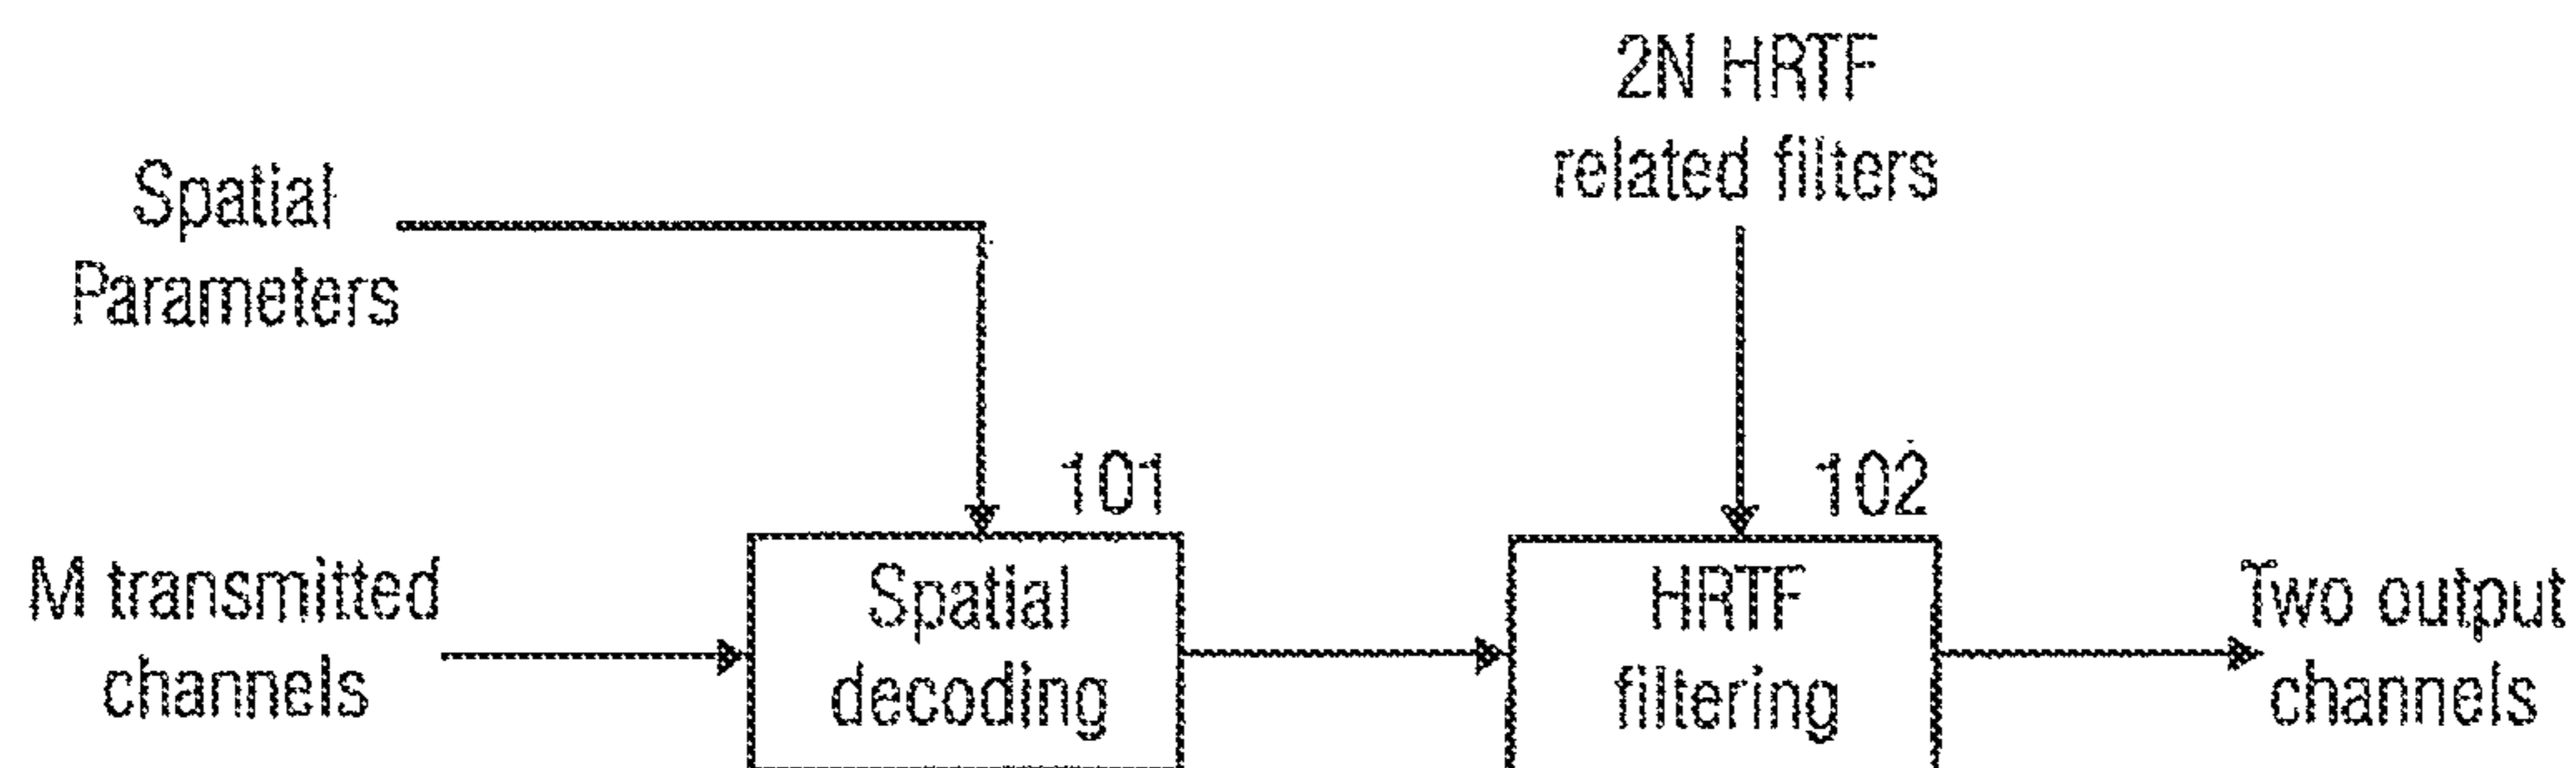 2N HRTF
related filters
Spatial
Parameters
101
102
M transmitted
channels
Spatial
decoding
HRTF
filtering
Two output
channels